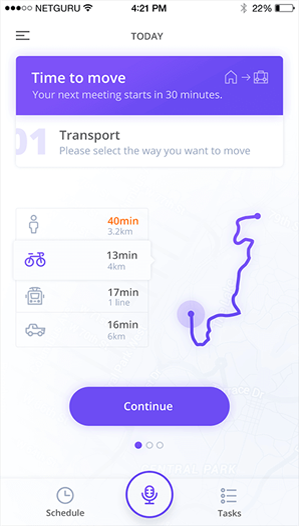 NETGURU 4:21 PM 22%
TODAY
Time to move
Your next meeting starts in 30 minutes.
01 Transport
Please select the way you want to move
40min
3.2km
13min
4km
17min
1 line
16min
6km
Continue
CENTRAL PARK
Schedule
Tasks